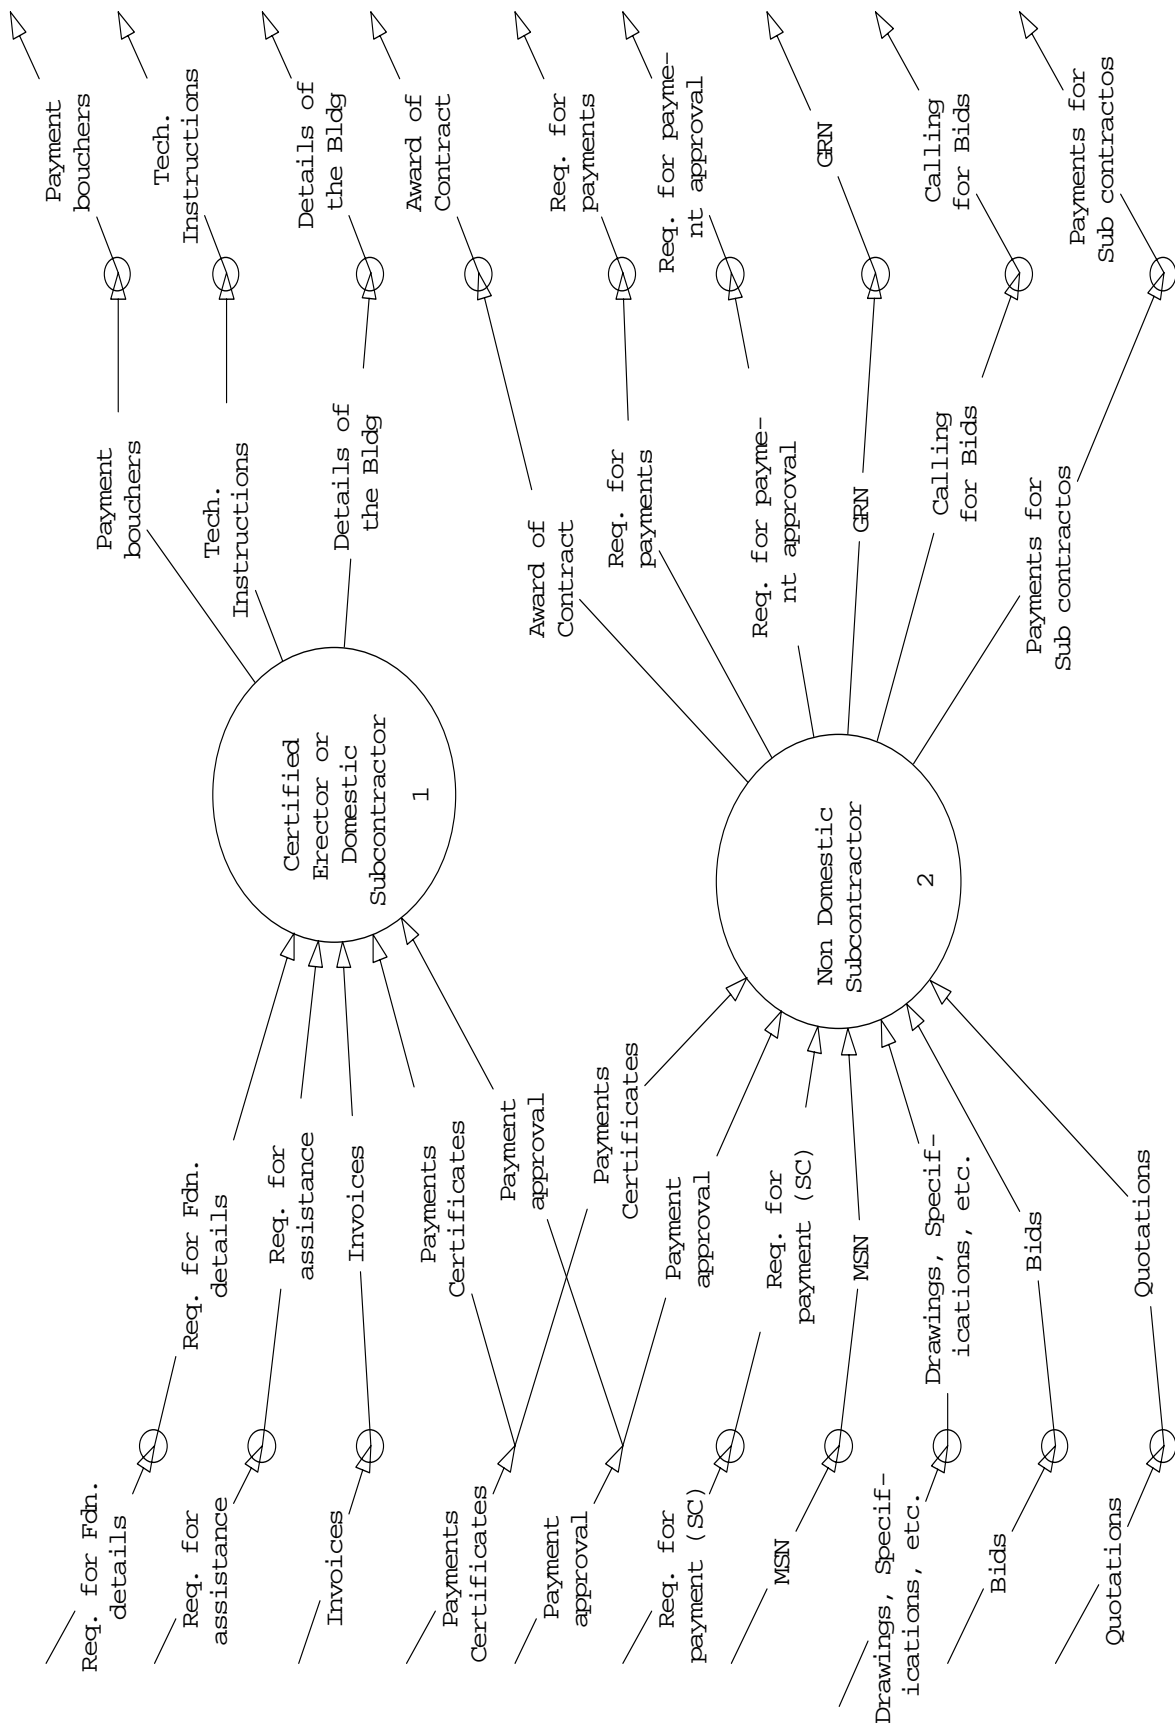 Req. for Fdn.
details
Req. for
assistance
Invoices
Payments
Certificates
Payment
approval
Req. for
payment (SC)
MSN
Drawings, Specif-
ications, etc.
Bids
Quotations
Req. for Fdn.
details
Req. for
assistance
Invoices
Payments
Certificates
Payment
approval
Payments
Certificates
Payment
approval
Req. for
payment (SC)
MSN
Drawings, Specif-
ications, etc.
Bids
Quotations
Certified
Erector or
Domestic
Subcontractor
1
Non Domestic
Subcontractor
2
Payment
bouchers
Tech.
Instructions
Details of
the Bldg
Award of
Contract
Req. for
payments
Req. for payme-
nt approval
GRN
Calling
for Bids
Payments for
Sub contractos
Payment
bouchers
Tech.
Instructions
Details of
the Bldg
Award of
Contract
Req. for
payments
Req. for payme-
nt approval
GRN
Calling
for Bids
Payments for
Sub contractos